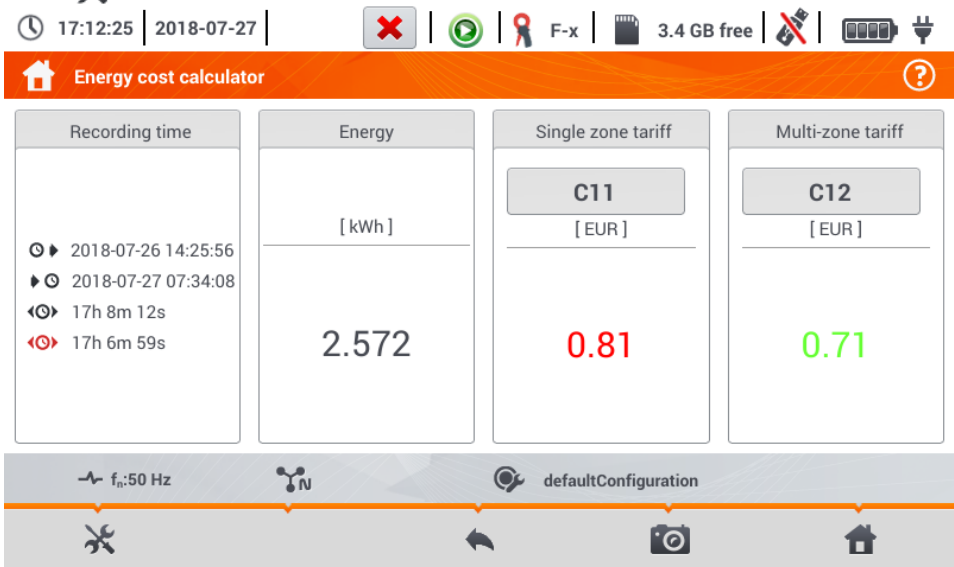 17:12:25 2018-07-27 F-x 3.4 GB free
Energy cost calculator ?
Recording time Energy Single zone tariff Multi-zone tariff
C11 C12
[ kWh ] [ EUR ] [ EUR ]
2018-07-26 14:25:56
2018-07-27 07:34:08
17h 8m 12s
17h 6m 59s
2.572 0.81 0.71
fn:50 Hz N defaultConfiguration